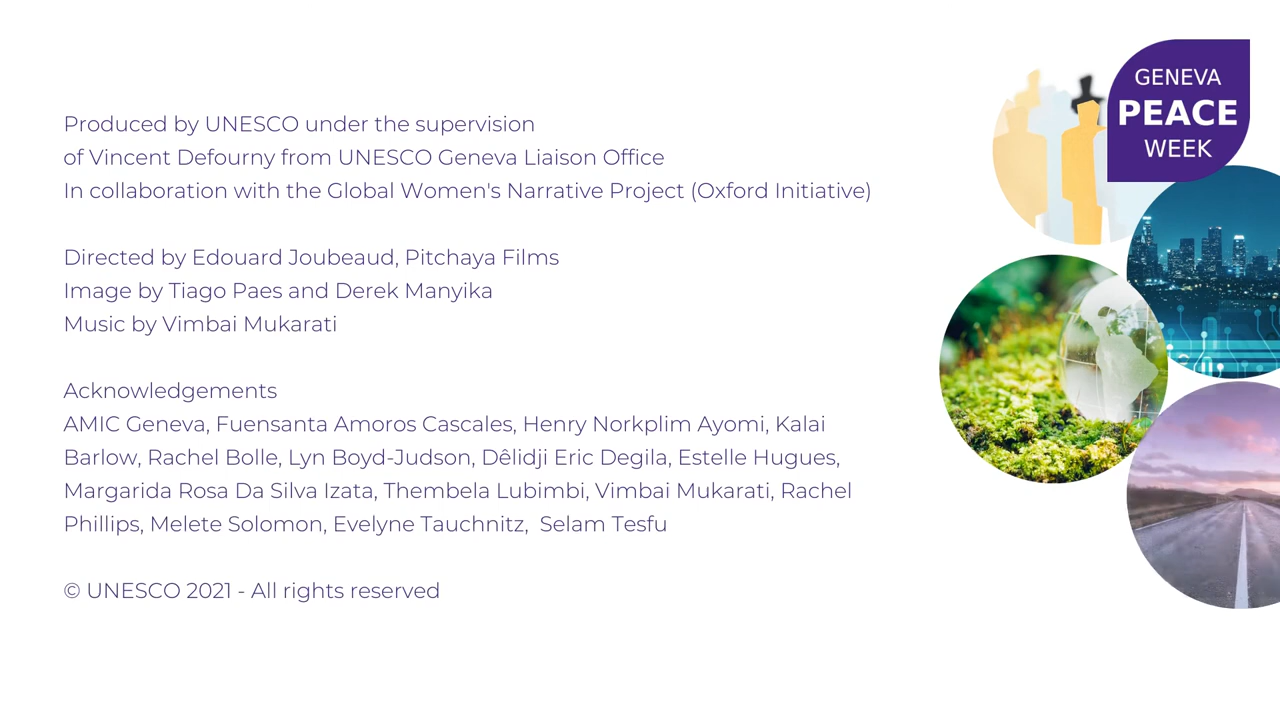 Produced by UNESCO under the supervision
of Vincent Defourny from UNESCO Geneva Liaison Office
In collaboration with the Global Women's Narrative Project (Oxford Initiative)
Directed by Edouard Joubeaud, Pitchaya Films
Image by Tiago Paes and Derek Manyika
Music by Vimbai Mukarati
Acknowledgements
AMIC Geneva, Fuensanta Amoros Cascales, Henry Norkplim Ayomi, Kalai
Barlow, Rachel Bolle, Lyn Boyd-Judson, Dêlidji Eric Degila, Estelle Hugues,
Margarida Rosa Da Silva Izata, Thembela Lubimbi, Vimbai Mukarati, Rachel
Phillips, Melete Solomon, Evelyne Tauchnitz,  Selam Tesfu
© UNESCO 2021 - All rights reserved
GENEVA
PEACE
WEEK